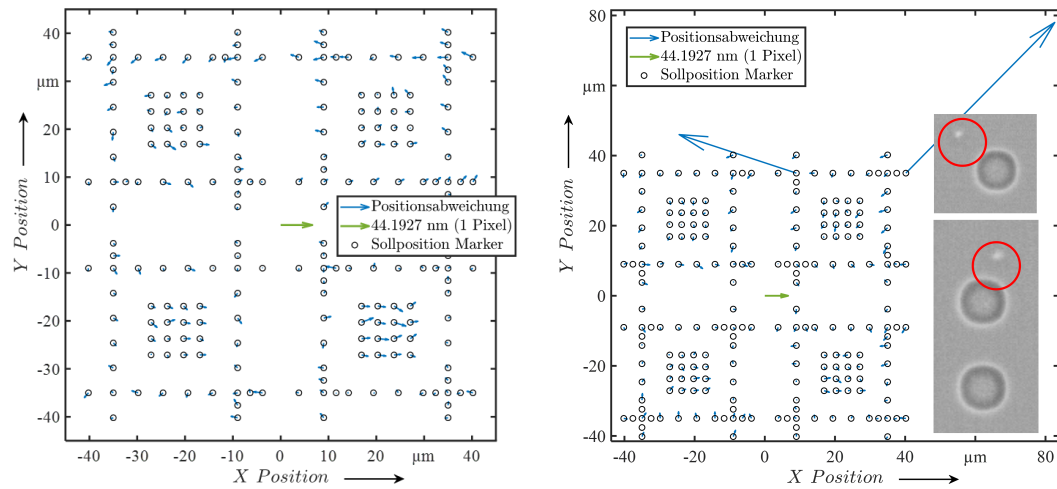 40
µm
20
10
0
-10
-20
-30
-40
Y Position
-40
-30
-20
-10
0
10
20
µm
40
X Position
Positionsabweichung
44.1927 nm (1 Pixel)
Sollposition Marker
80
µm
40
20
0
-20
-40
Y Position
-40
-20
0
20
40
µm
80
X Position
Positionsabweichung
44.1927 nm (1 Pixel)
Sollposition Marker